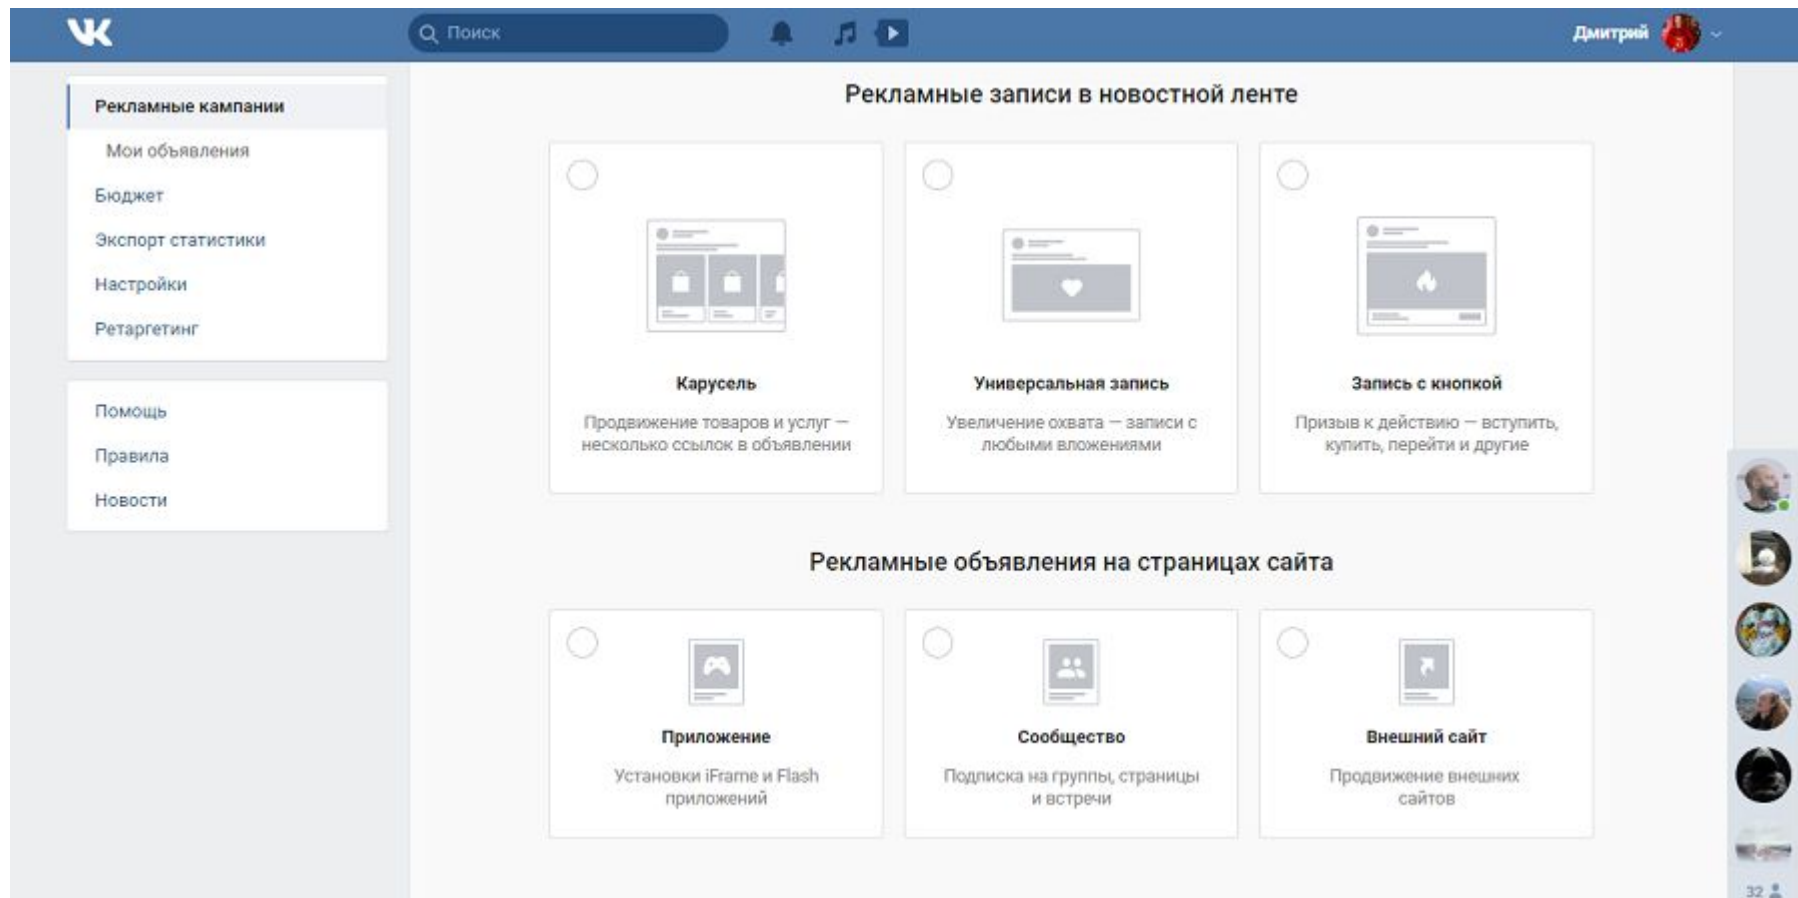 Поиск
Дмитрий
Рекламные кампании
Мои объявления
Бюджет
Экспорт статистики
Настройки
Ретаргетинг
Помощь
Правила
Новости
Рекламные записи в новостной ленте
Карусель
Продвижение товаров и услуг —
несколько ссылок в объявлении
Универсальная запись
Увеличение охвата — записи с
любыми вложениями
Запись с кнопкой
Призыв к действию — вступить,
купить, перейти и другие
Рекламные объявления на страницах сайта
Приложение
Установки iFrame и Flash
приложений
Сообщество
Подписка на группы, страницы
и встречи
Внешний сайт
Продвижение внешних
сайтов
32